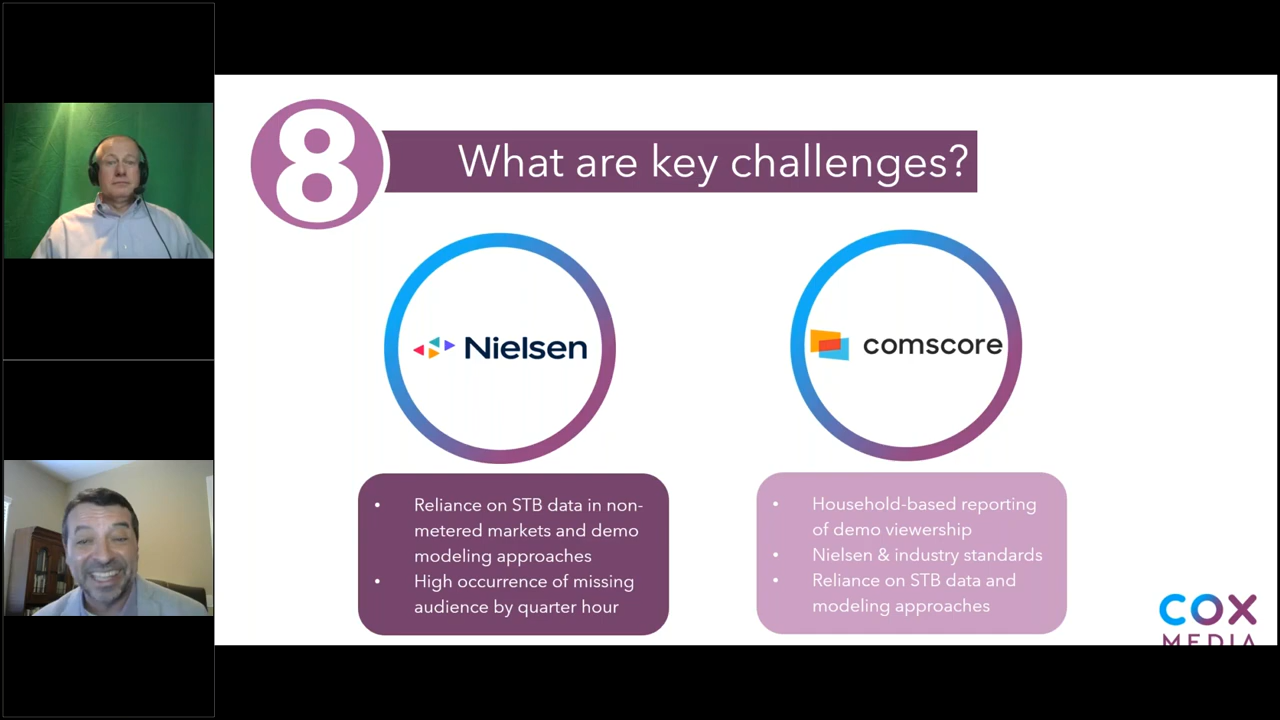 8
What are key challenges?
Nielsen
comscore
• Reliance on STB data in non-
metered markets and demo
modeling approaches
• High occurrence of missing
audience by quarter hour
• Household-based reporting
of demo viewership
• Nielsen & industry standards
• Reliance on STB data and
modeling approaches
COX
MEDIA